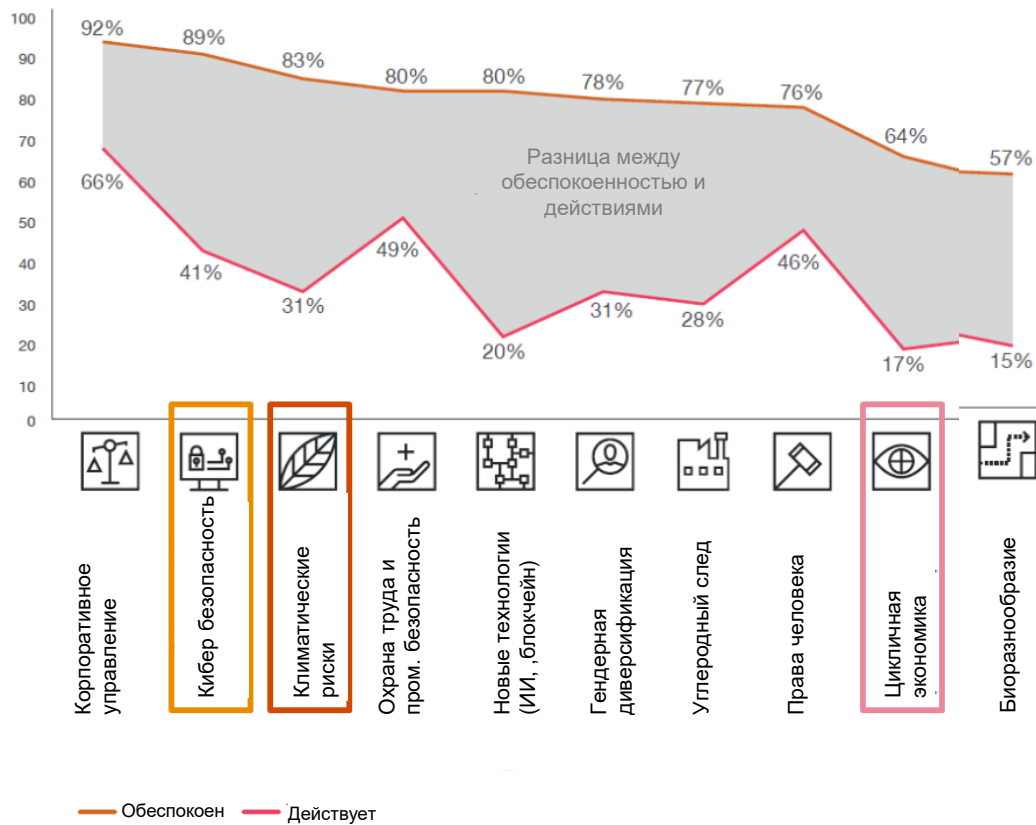 100
92%
89%
83%
80%
80%
78%
77%
76%
64%
57%
90
80
70
60
50
40
30
20
10
0
Разница между
обеспокоенностью и
действиями
66%
41%
31%
49%
20%
31%
28%
46%
17%
15%
Корпоративное
управление
Кибер безопасность
Климатические
риски
Охрана труда и
пром. безопасность
Новые технологии
(ИИ, ,блокчейн)
Гендерная
диверсификация
Углеродный след
Права человека
Цикличная
экономика
Биоразнообразие
Обеспокоен
Действует